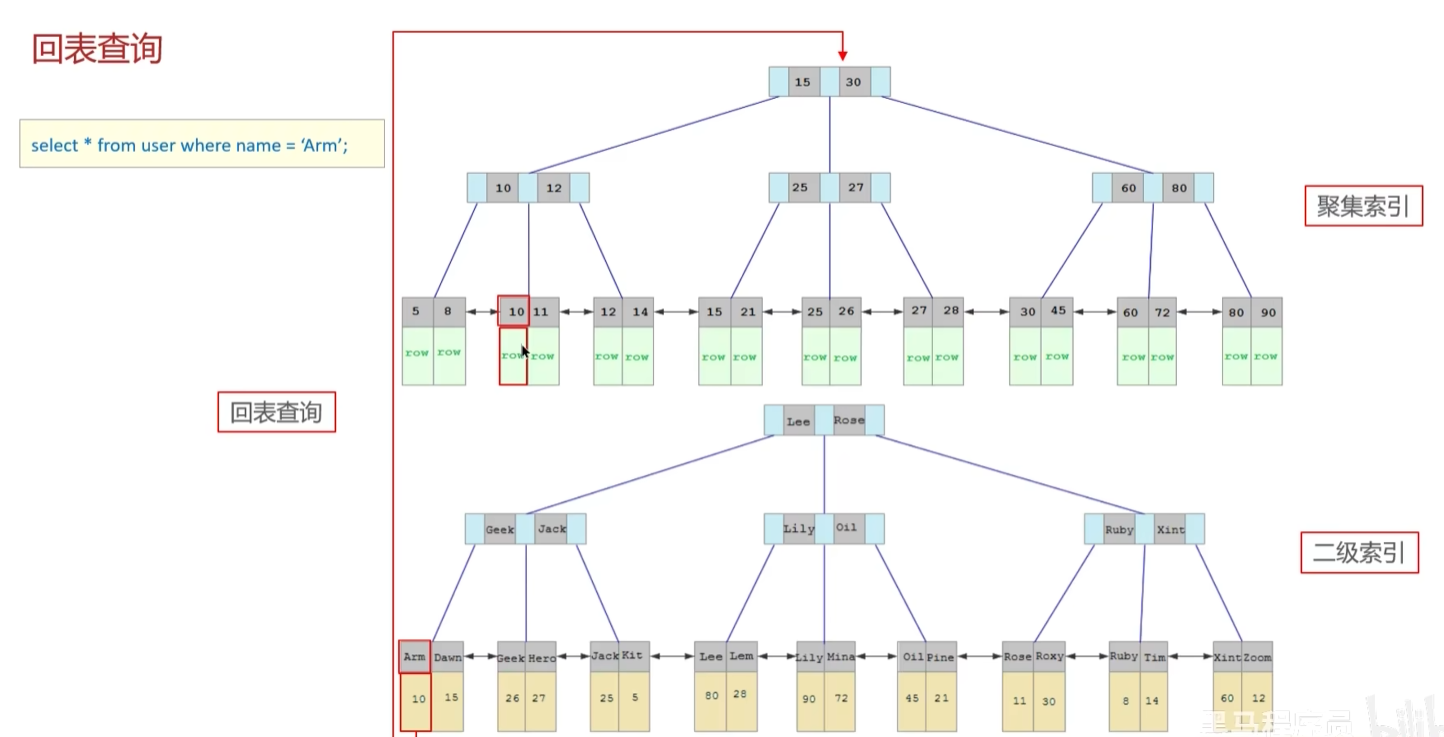 回表查询
select * from user where name = ‘Arm’;
15 30
10 12 25 27 60 80
聚集索引
5 8 10 11 12 14 15 21 25 26 27 28 30 45 60 72 80 90
row row row row row row row row row row row row row row row row row row
回表查询
Lee Rose
Geek Jack Lily Oil Ruby Xint
二级索引
Arm Dawn Geek Hero Jack Kit Lee Lem Lily Mina Oil Pine Rose Roxy Ruby Tim Xint Zoom
10 15 26 27 25 5 80 28 90 72 45 21 11 30 8 14 60 12
黑马程序员 bilibili